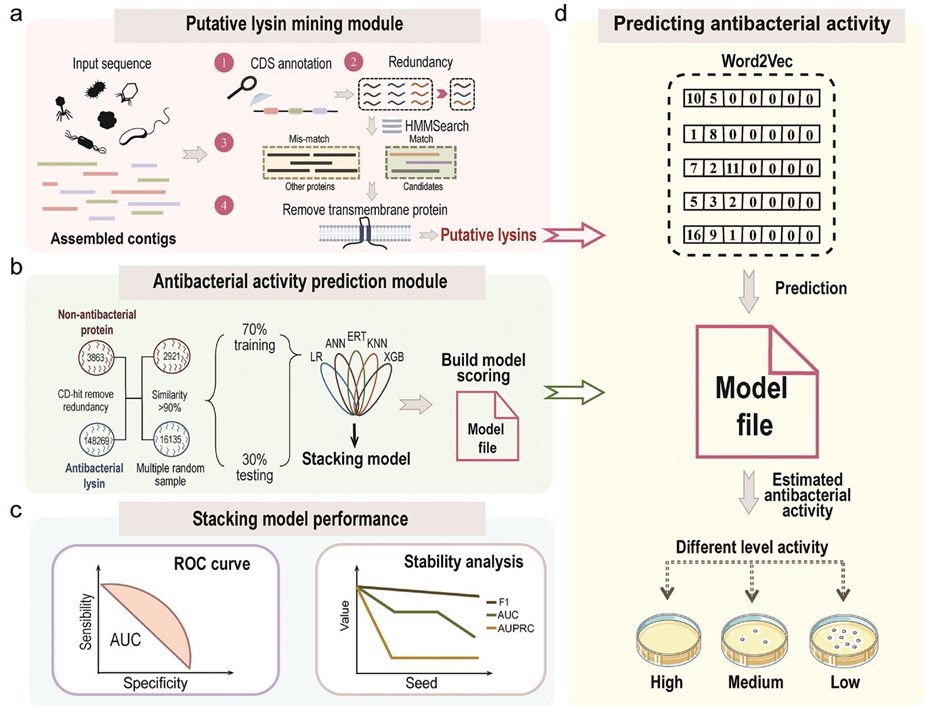 a
Putative lysin mining module
Input sequence
1
CDS annotation
2
Redundancy
HMMSearch
3
Mis-match
Match
Other proteins
Candidates
4
Remove transmembrane protein
Assembled contigs
Putative lysins
b
Antibacterial activity prediction module
Non-antibacterial
protein
3863
2921
CD-hit remove
redundancy
Similarity
>90%
148269
16135
Antibacterial
lysin
Multiple random
sample
70%
training
30%
testing
LR
ANN
ERT
KNN
XGB
Stacking model
Build model
scoring
Model
file
c
Stacking model performance
ROC curve
Sensibility
AUC
Specificity
Stability analysis
Value
F1
AUC
AUPRC
Seed
d
Predicting antibacterial activity
Word2Vec
10 5 0 0 0 0 0
1 8 0 0 0 0 0
7 2 11 0 0 0 0
5 3 2 0 0 0 0
16 9 1 0 0 0 0
Prediction
Model
file
Estimated
antibacterial
activity
Different level activity
High
Medium
Low